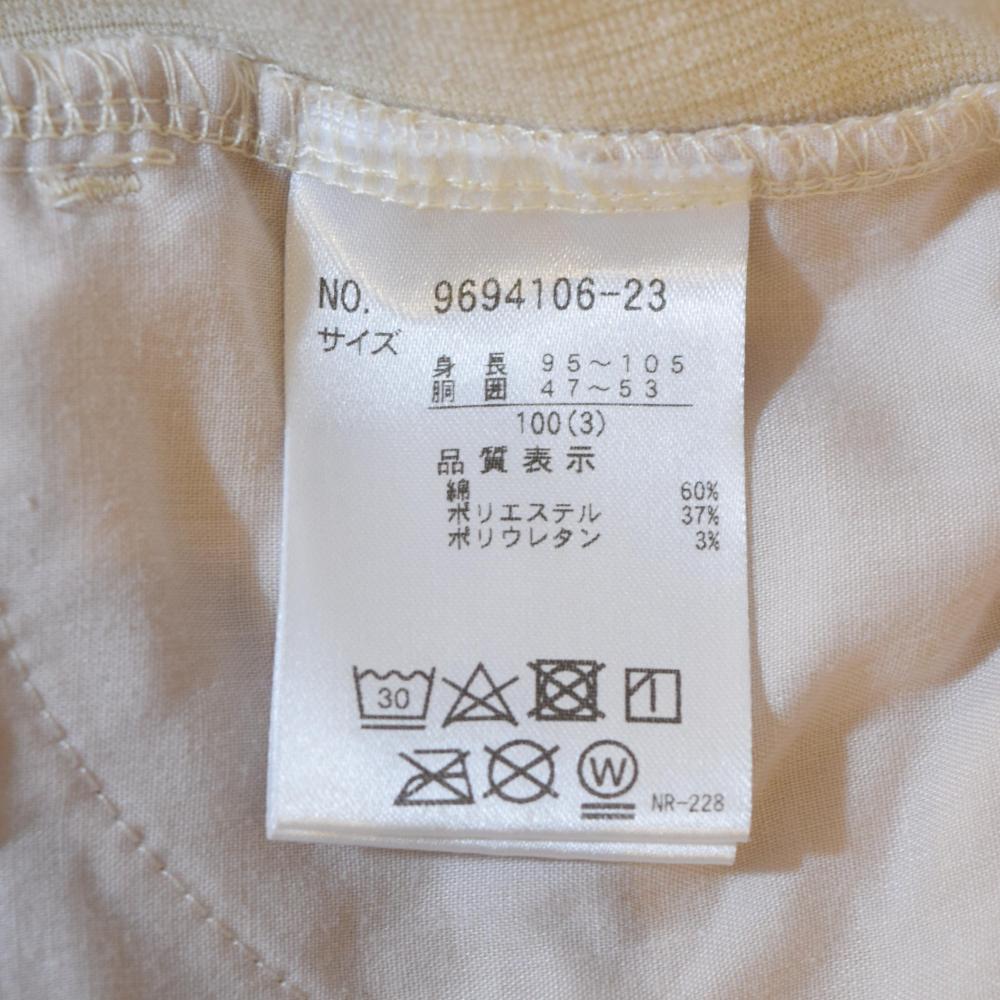 NO. 9694106-23
サイズ
身長 95〜105
胴囲 47〜53
100(3)
品質表示
綿 60%
ポリエステル 37%
ポリウレタン 3%
30
W
NR-228